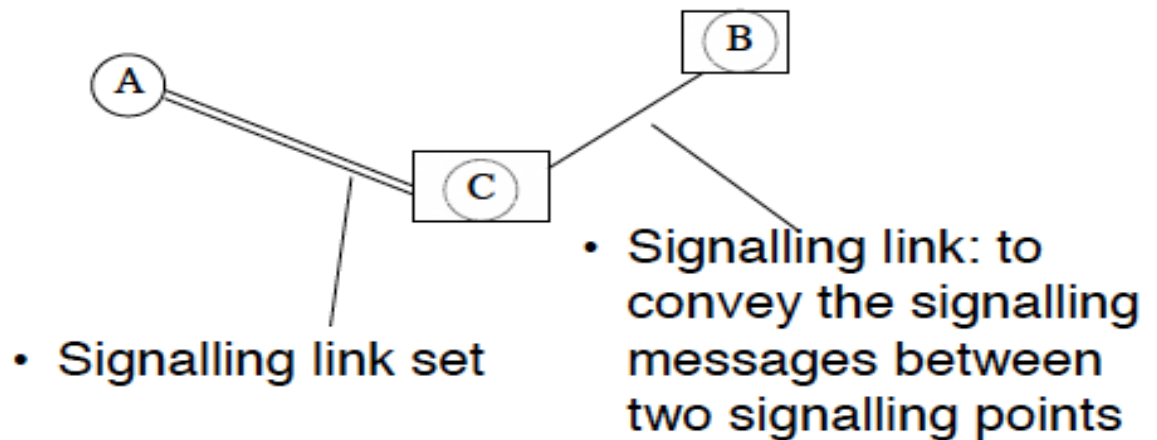 A
B
C
• Signalling link: to
convey the signalling
messages between
two signalling points
• Signalling link set